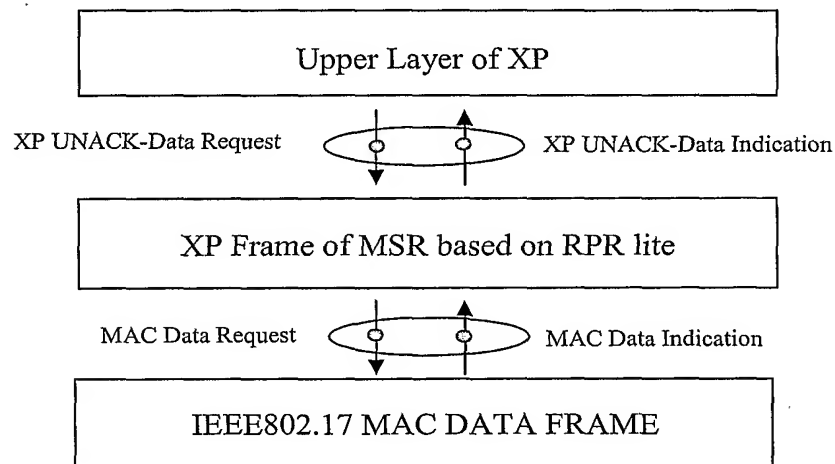 Upper Layer of XP
XP UNACK-Data Request
XP UNACK-Data Indication
XP Frame of MSR based on RPR lite
MAC Data Request
MAC Data Indication
IEEE802.17 MAC DATA FRAME